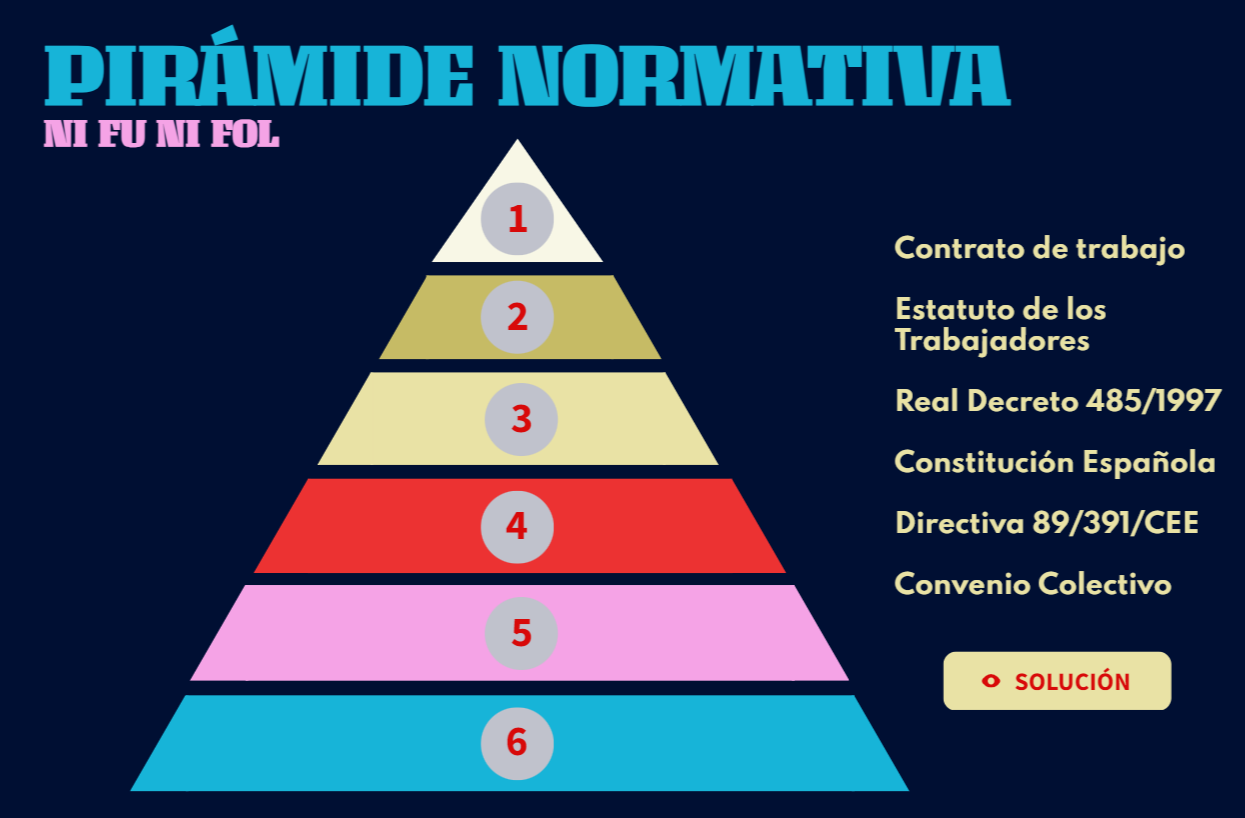 PIRÁMIDE NORMATIVA
NI FU NI FOL
1
2
3
4
5
6
Contrato de trabajo
Estatuto de los
Trabajadores
Real Decreto 485/1997
Constitución Española
Directiva 89/391/CEE
Convenio Colectivo
SOLUCIÓN